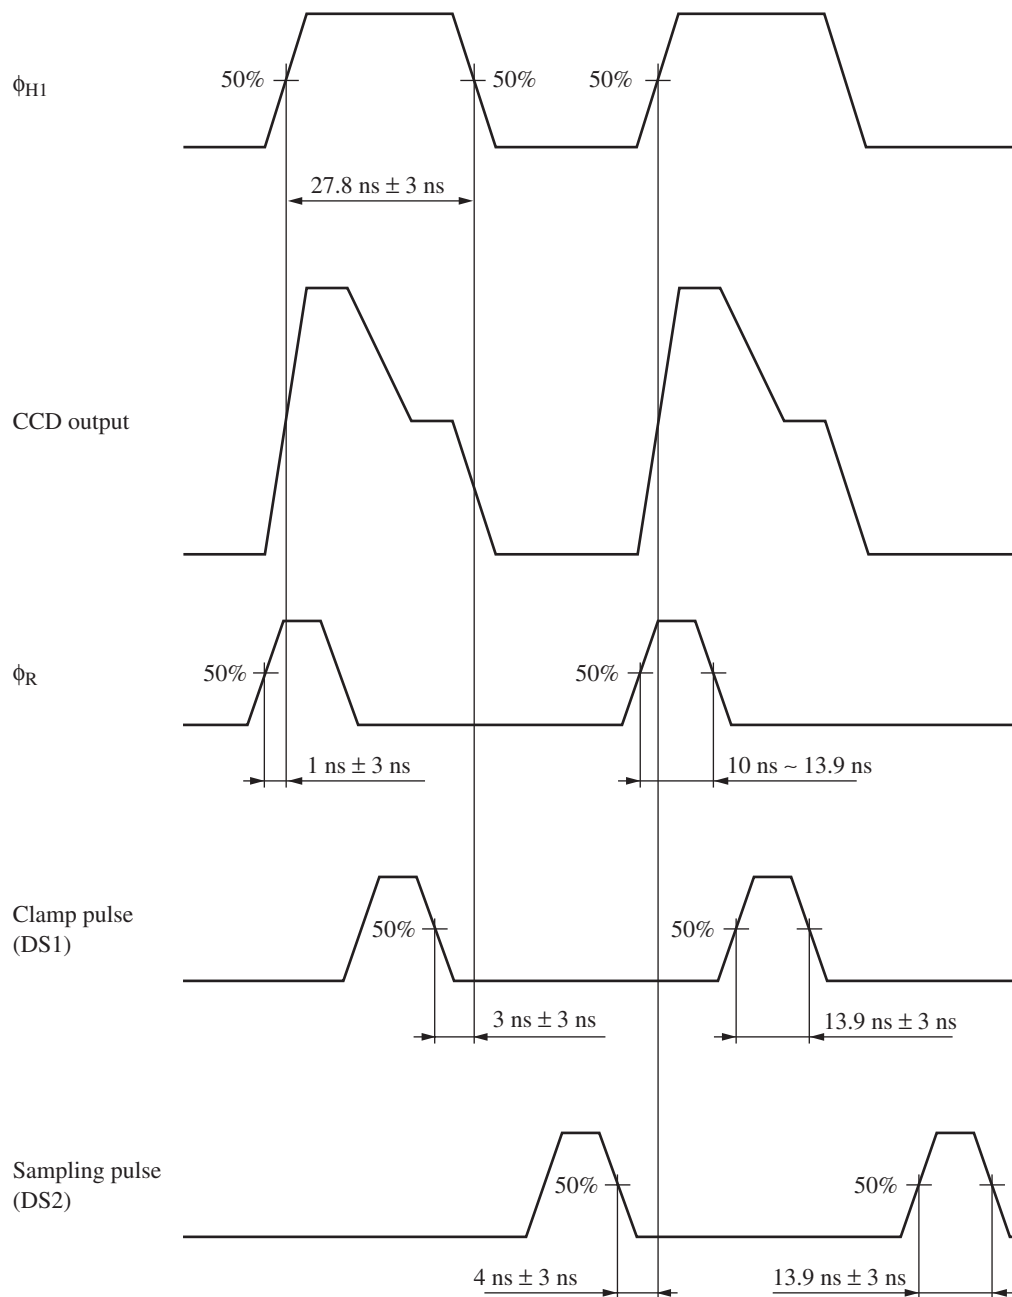 ϕH1
50%
50%
50%
27.8 ns ± 3 ns
CCD output
ϕR
50%
50%
1 ns ± 3 ns
10 ns ~ 13.9 ns
Clamp pulse
(DS1)
50%
50%
3 ns ± 3 ns
13.9 ns ± 3 ns
Sampling pulse
(DS2)
50%
50%
4 ns ± 3 ns
13.9 ns ± 3 ns